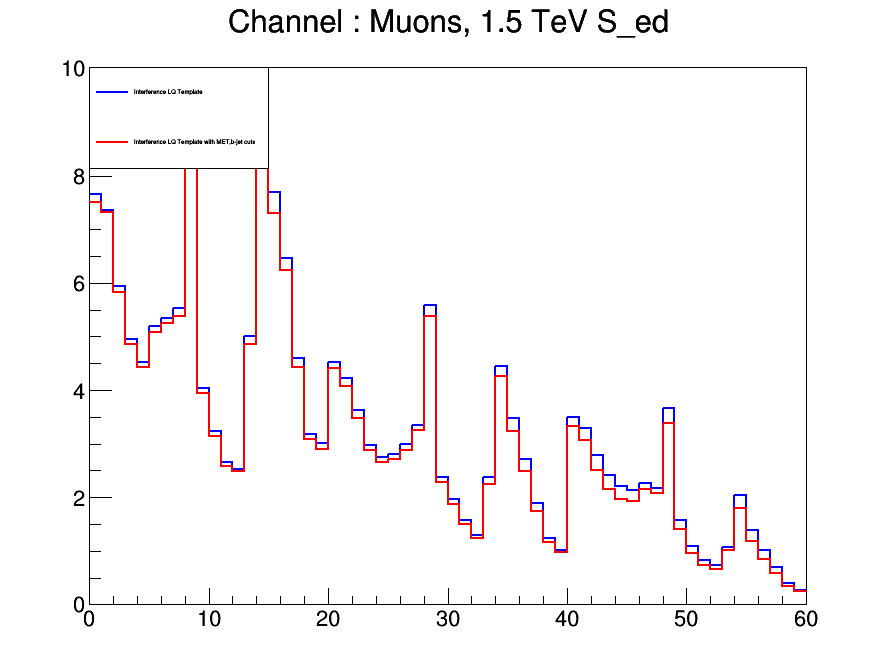 Channel : Muons, 1.5 TeV S_ed
10
Interference LQ Template
Interference LQ Template with MET,b-jet cuts
8
6
4
2
0
0 10 20 30 40 50 60